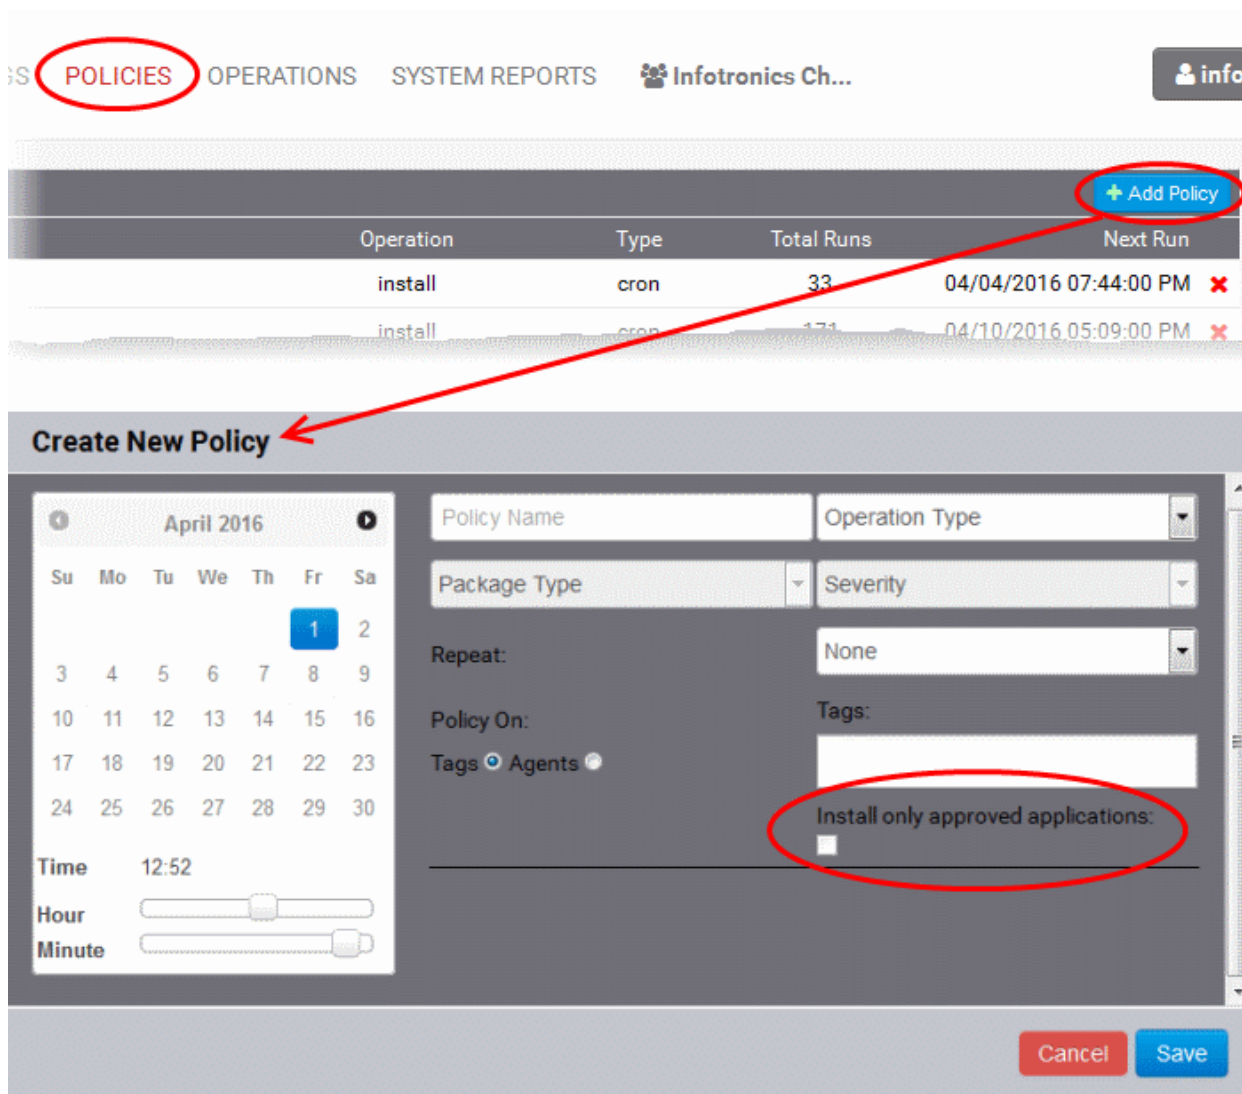 GS POLICIES OPERATIONS SYSTEM REPORTS Infotronics Ch... info
+ Add Policy
Operation Type Total Runs Next Run
install cron 33 04/04/2016 07:44:00 PM
install cron 171 04/10/2016 05:09:00 PM
Create New Policy
April 2016
Su Mo Tu We Th Fr Sa
1 2
3 4 5 6 7 8 9
10 11 12 13 14 15 16
17 18 19 20 21 22 23
24 25 26 27 28 29 30
Time 12:52
Hour
Minute
Policy Name Operation Type
Package Type Severity
Repeat: None
Policy On: Tags:
Tags Agents
Install only approved applications:
Cancel Save